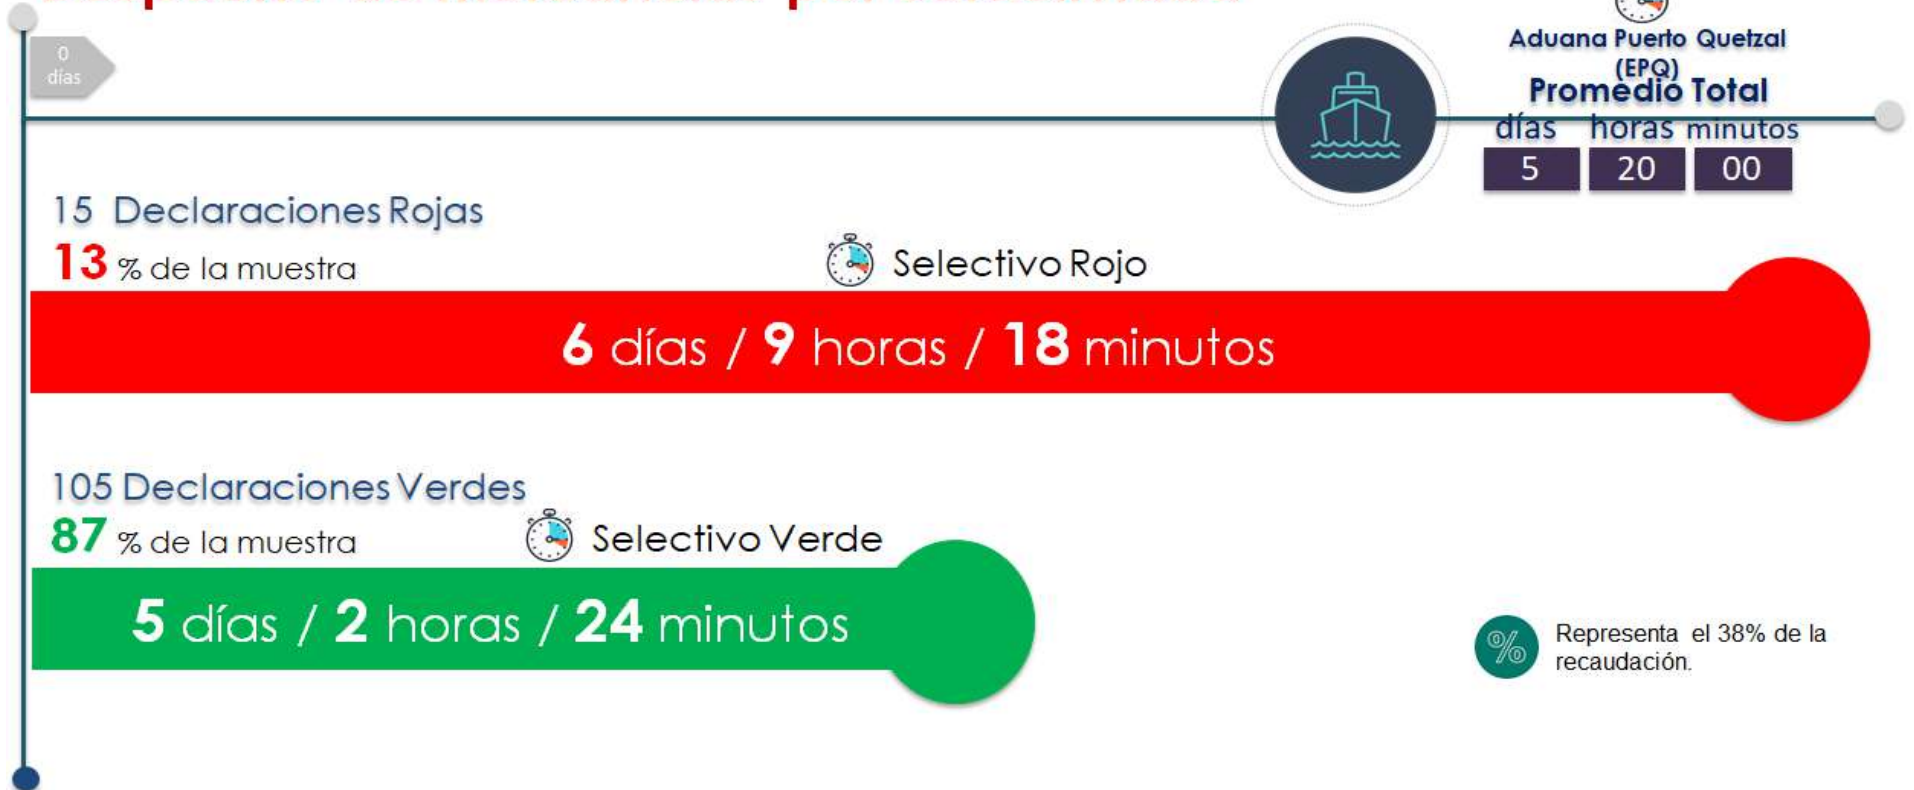 0
días
Aduana Puerto Quetzal
(EPQ)
Promedio Total
días horas minutos
5 20 00
15 Declaraciones Rojas
13 % de la muestra
Selectivo Rojo
6 días / 9 horas / 18 minutos
105 Declaraciones Verdes
87 % de la muestra
Selectivo Verde
5 días / 2 horas / 24 minutos
%
Representa el 38% de la
recaudación.